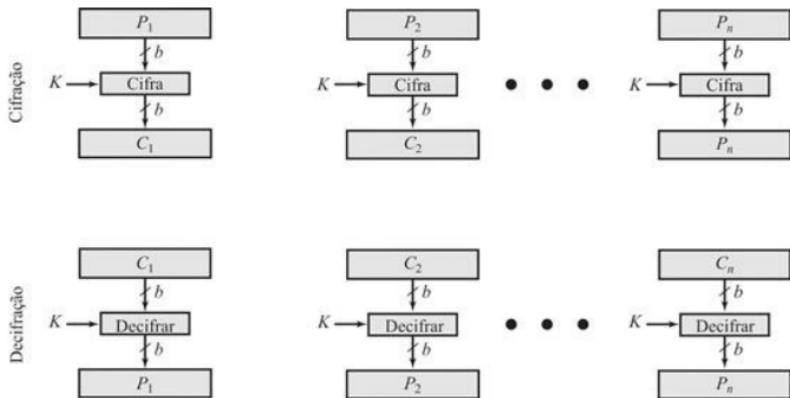 Cifração
P₁ P₂ Pₙ
b b b
K Cifra K Cifra K Cifra
b b b
C₁ C₂ Pₙ
Decifração
C₁ C₂ Cₙ
b b b
K Decifrar K Decifrar K Decifrar
b b b
P₁ P₂ Pₙ